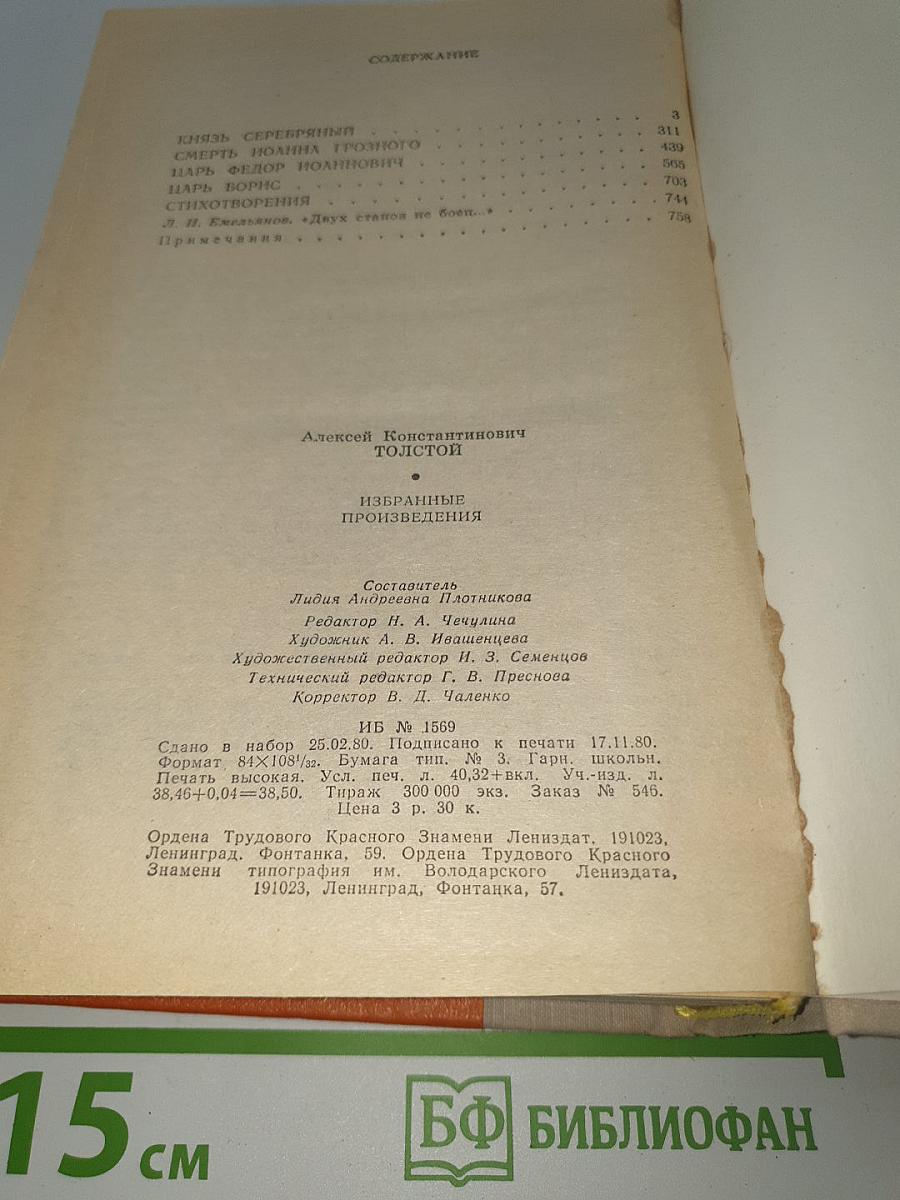 СОДЕРЖАНИЕ
КНЯЗЬ СЕРЕБРЯНЫЙ . . . . . . . . . . 3
СМЕРТЬ ИОАННА ГРОЗНОГО . . . . . . . . 311
ЦАРЬ ФЕДОР ИОАННОВИЧ . . . . . . . . 439
ЦАРЬ БОРИС . . . . . . . . . . . . 565
СТИХОТВОРЕНИЯ . . . . . . . . . . . 703
Л. И. Емельянов. «Двух станов не боец...» . . . . . . 741
Примечания . . . . . . . . . . . . 758
Алексей Константинович
ТОЛСТОЙ
•
ИЗБРАННЫЕ
ПРОИЗВЕДЕНИЯ
Составитель
Лидия Андреевна Плотникова
Редактор Н. А. Чечулина
Художник А. В. Ивашенцева
Художественный редактор И. З. Семенцов
Технический редактор Г. В. Преснова
Корректор В. Д. Чаленко
ИБ № 1569
Сдано в набор 25.02.80. Подписано к печати 17.11.80.
Формат 84×108¹/₃₂. Бумага тип. № 3. Гарн. школьн.
Печать высокая. Усл. печ. л. 40,32+вкл. Уч.-изд. л.
38,46+0,04=38,50. Тираж 300 000 экз. Заказ № 546.
Цена 3 р. 30 к.
Ордена Трудового Красного Знамени Лениздат, 191023,
Ленинград. Фонтанка, 59. Ордена Трудового Красного
Знамени типография им. Володарского Лениздата,
191023, Ленинград, Фонтанка, 57.
15 см
БФ БИБЛИОФАН